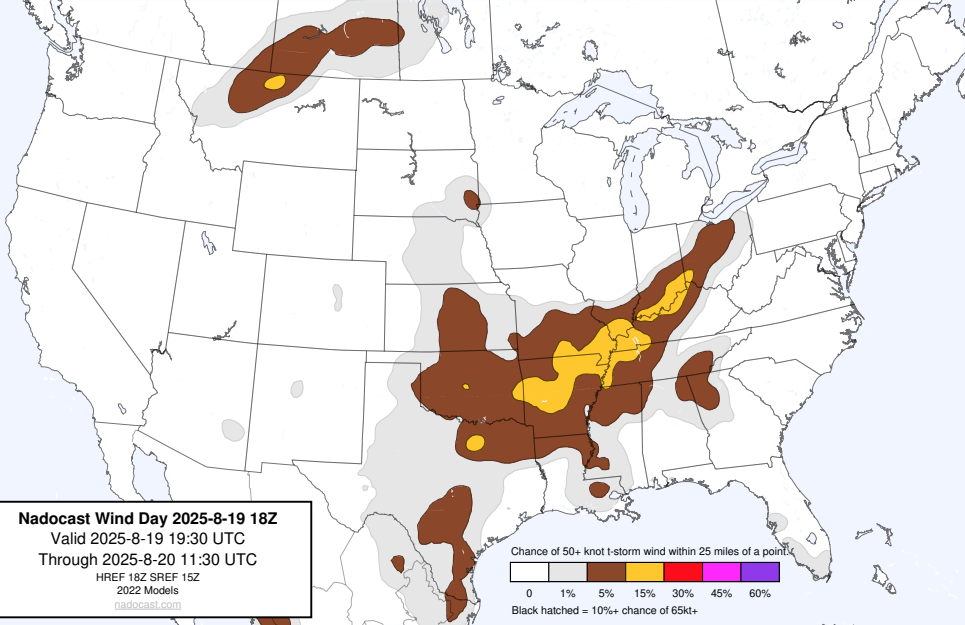 Nadocast Wind Day 2025-8-19 18Z
Valid 2025-8-19 19:30 UTC
Through 2025-8-20 11:30 UTC
HREF 18Z SREF 15Z
2022 Models
nadocast.com
Chance of 50+ knot t-storm wind within 25 miles of a point.
0 1% 5% 15% 30% 45% 60%
Black hatched = 10%+ chance of 65kt+